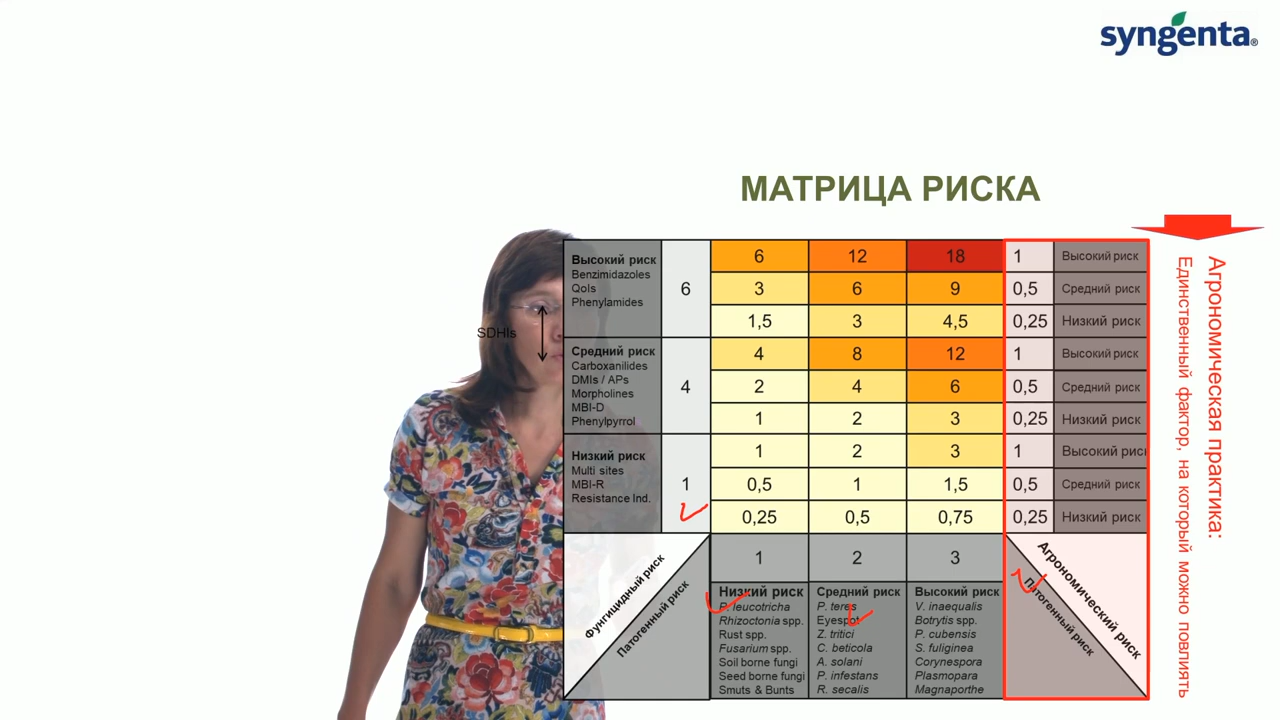 syngenta®
МАТРИЦА РИСКА
SDHIs
Высокий риск
Benzimidazoles
QoIs
Phenylamides
6
6 12 18 1 Высокий риск
3 6 9 0,5 Средний риск
1,5 3 4,5 0,25 Низкий риск
Средний риск
Carboxanilides
DMIs / APs
Morpholines
MBI-D
Phenylpyrrol
4
4 8 12 1 Высокий риск
2 4 6 0,5 Средний риск
1 2 3 0,25 Низкий риск
Низкий риск
Multi sites
MBI-R
Resistance Ind.
1
1 2 3 1 Высокий риск
0,5 1 1,5 0,5 Средний риск
0,25 0,5 0,75 0,25 Низкий риск
Фунгицидный риск
Патогенный риск
1 2 3
Низкий риск
P. leucotricha
Rhizoctonia spp.
Rust spp.
Fusarium spp.
Soil borne fungi
Seed borne fungi
Smuts & Bunts
Средний риск
P. teres
Eyespot
Z. tritici
C. beticola
A. solani
P. infestans
R. secalis
Высокий риск
V. inaequalis
Botrytis spp.
P. cubensis
S. fuliginea
Corynespora
Plasmopara
Magnaporthe
Агрономический риск
Патогенный риск
Агрономическая практика:
Единственный фактор, на который можно повлиять